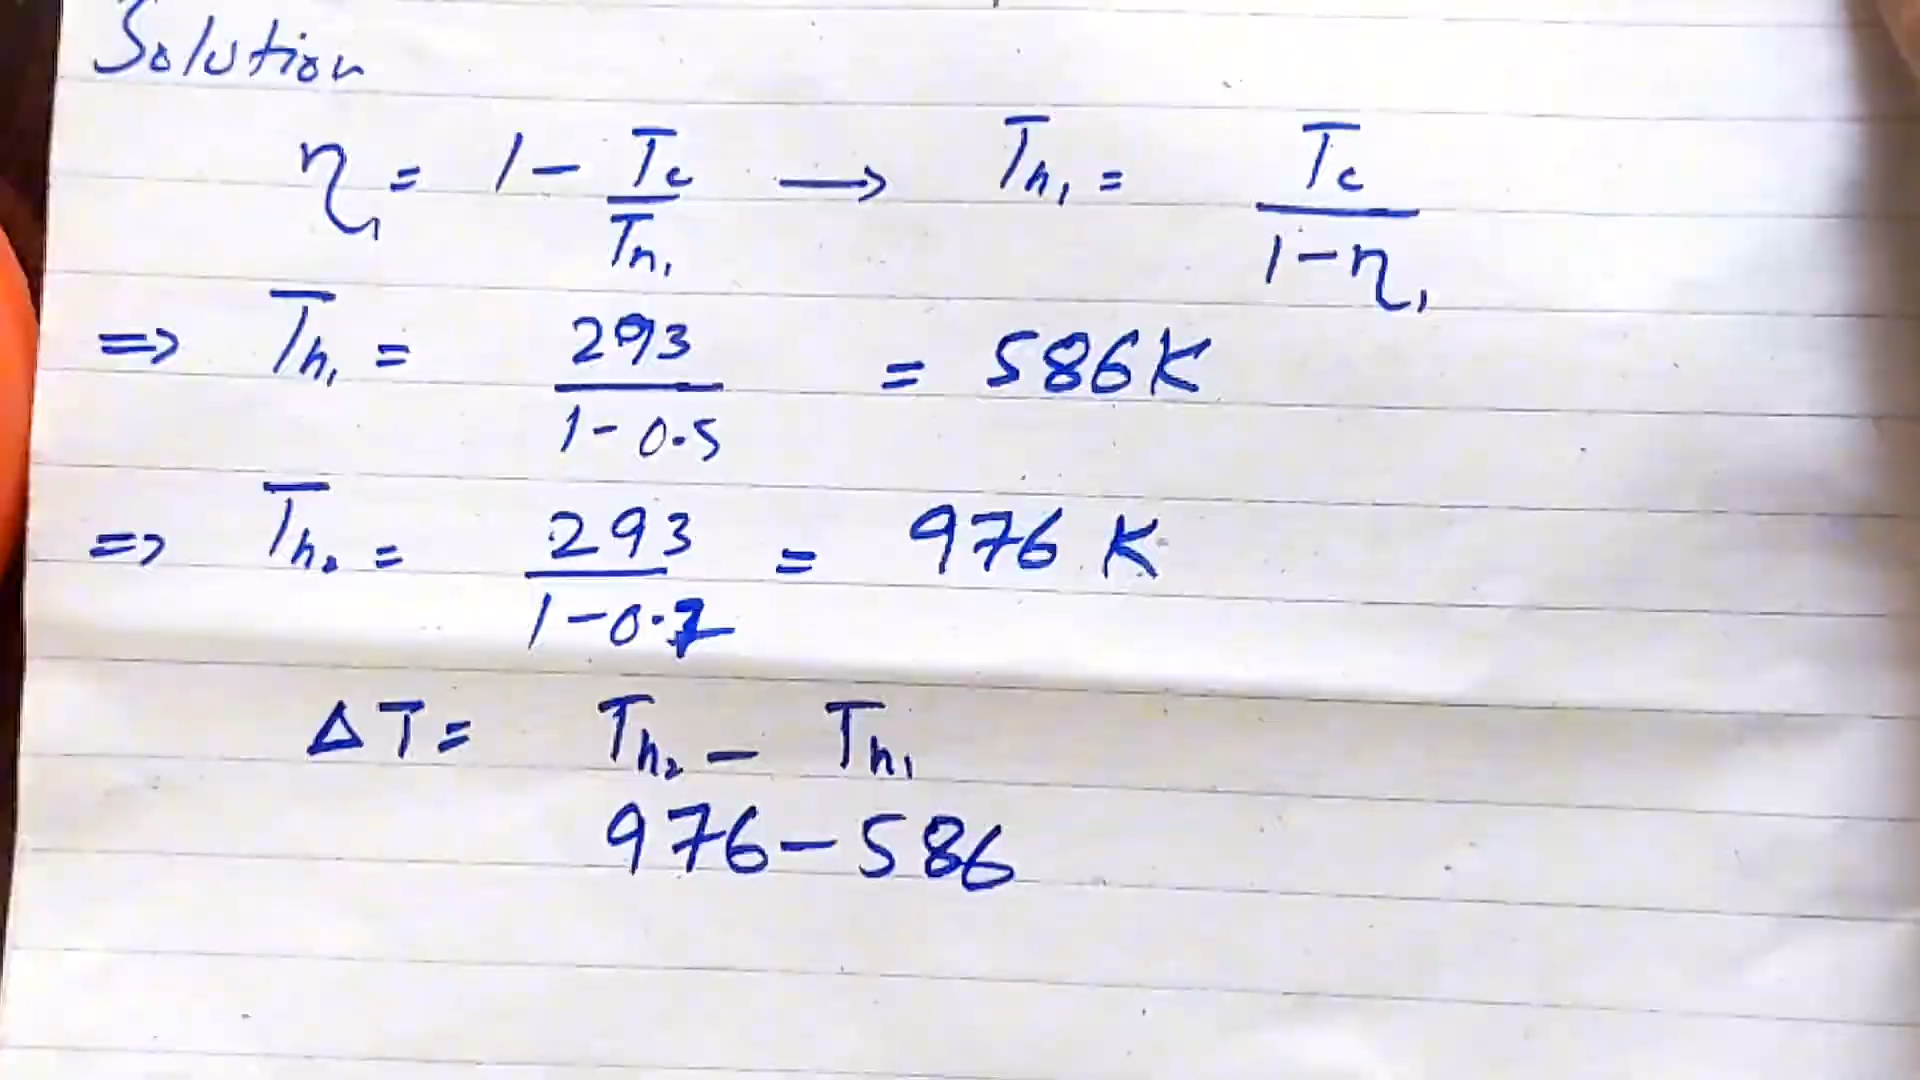 Solution
η₁ = 1 - Tc/Th₁ → Th₁ = Tc/1-η₁
⇒ Th₁ = 293/1-0.5 = 586K
⇒ Th₂ = 293/1-0.7 = 976 K
ΔT = Th₂ - Th₁
976-586